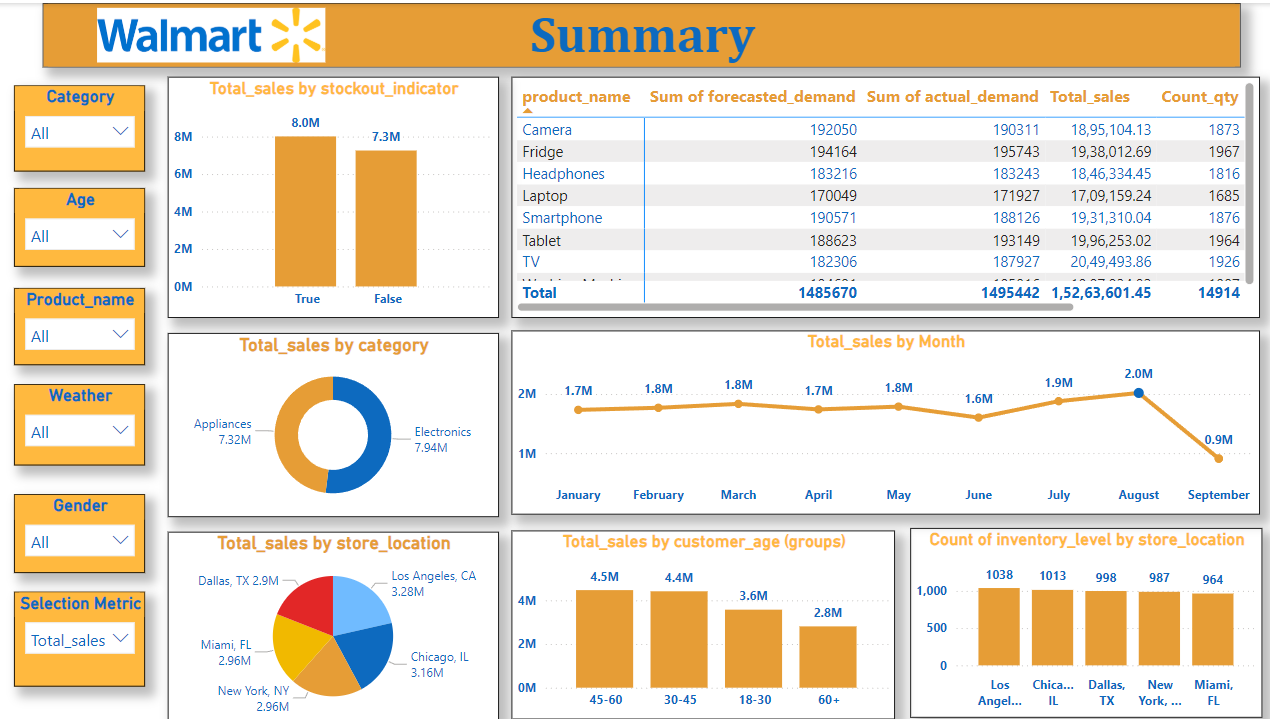 Walmart
Summary
Category
All
Age
All
Product_name
All
Weather
All
Gender
All
Selection Metric
Total_sales
Total_sales by stockout_indicator
8M
6M
4M
2M
0M
8.0M
7.3M
True False
product_name Sum of forecasted_demand Sum of actual_demand Total_sales Count_qty
Camera 192050 190311 18,95,104.13 1873
Fridge 194164 195743 19,38,012.69 1967
Headphones 183216 183243 18,46,334.45 1816
Laptop 170049 171927 17,09,159.24 1685
Smartphone 190571 188126 19,31,310.04 1876
Tablet 188623 193149 19,96,253.02 1964
TV 182306 187927 20,49,493.86 1926
Total 1485670 1495442 1,52,63,601.45 14914
Total_sales by category
Appliances
7.32M
Electronics
7.94M
Total_sales by Month
2M
1M
1.7M 1.8M 1.8M 1.7M 1.8M 1.6M 1.9M 2.0M 0.9M
January February March April May June July August September
Total_sales by store_location
Dallas, TX 2.9M
Los Angeles, CA
3.28M
Miami, FL
2.96M
Chicago, IL
3.16M
New York, NY
2.96M
Total_sales by customer_age (groups)
4M
2M
0M
4.5M 4.4M 3.6M 2.8M
45-60 30-45 18-30 60+
Count of inventory_level by store_location
1,000
500
0
1038 1013 998 987 964
Los Chica... Dallas, New Miami,
Angel... IL TX York, ... FL